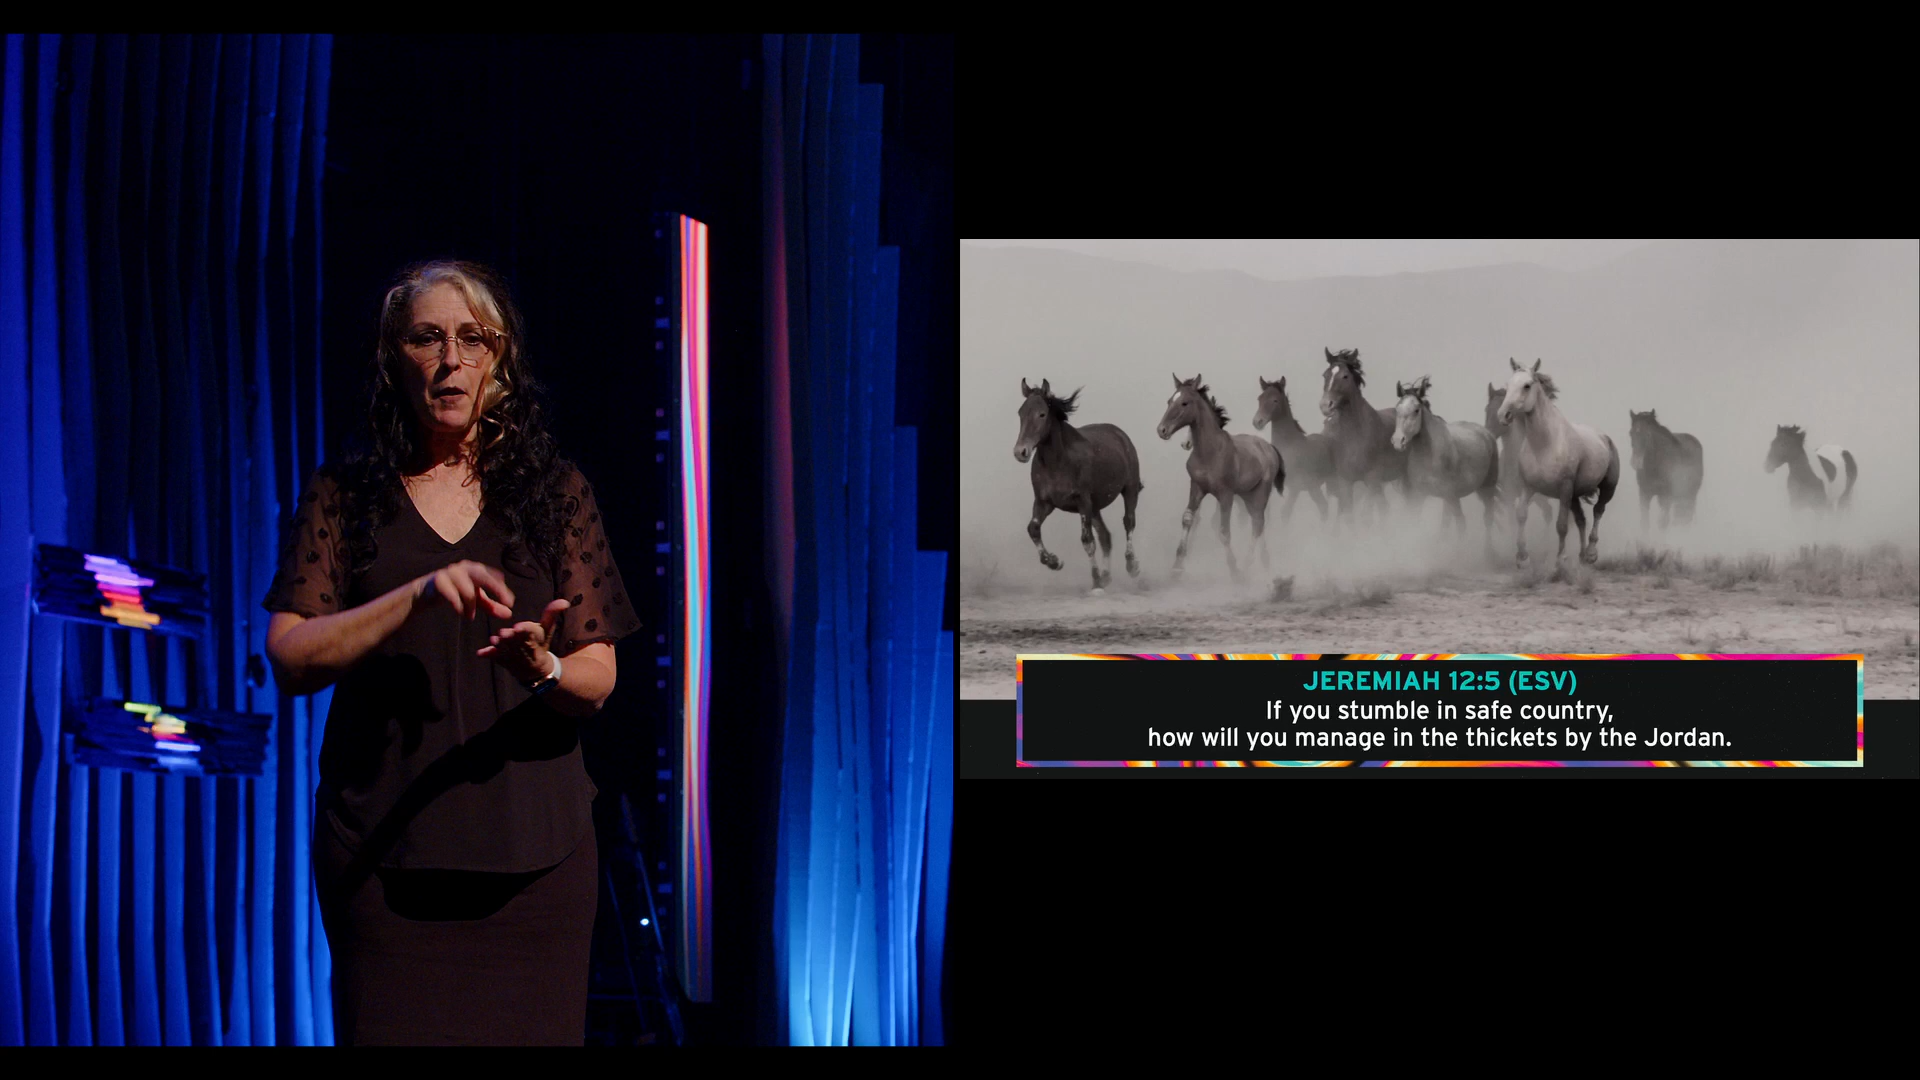 JEREMIAH 12:5 (ESV)
If you stumble in safe country,
how will you manage in the thickets by the Jordan.